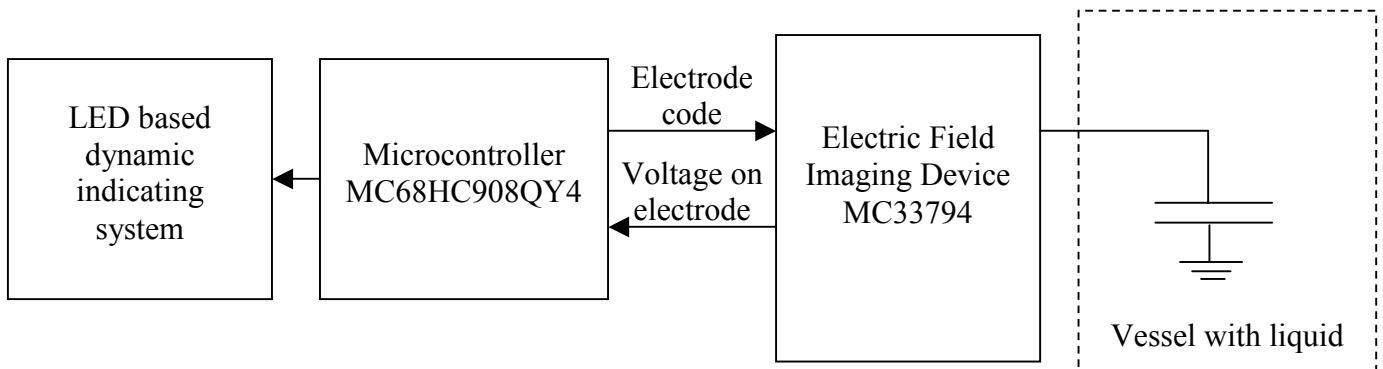 LED based
dynamic
indicating
system
Microcontroller
MC68HC908QY4
Electrode
code
Voltage on
electrode
Electric Field
Imaging Device
MC33794
Vessel with liquid